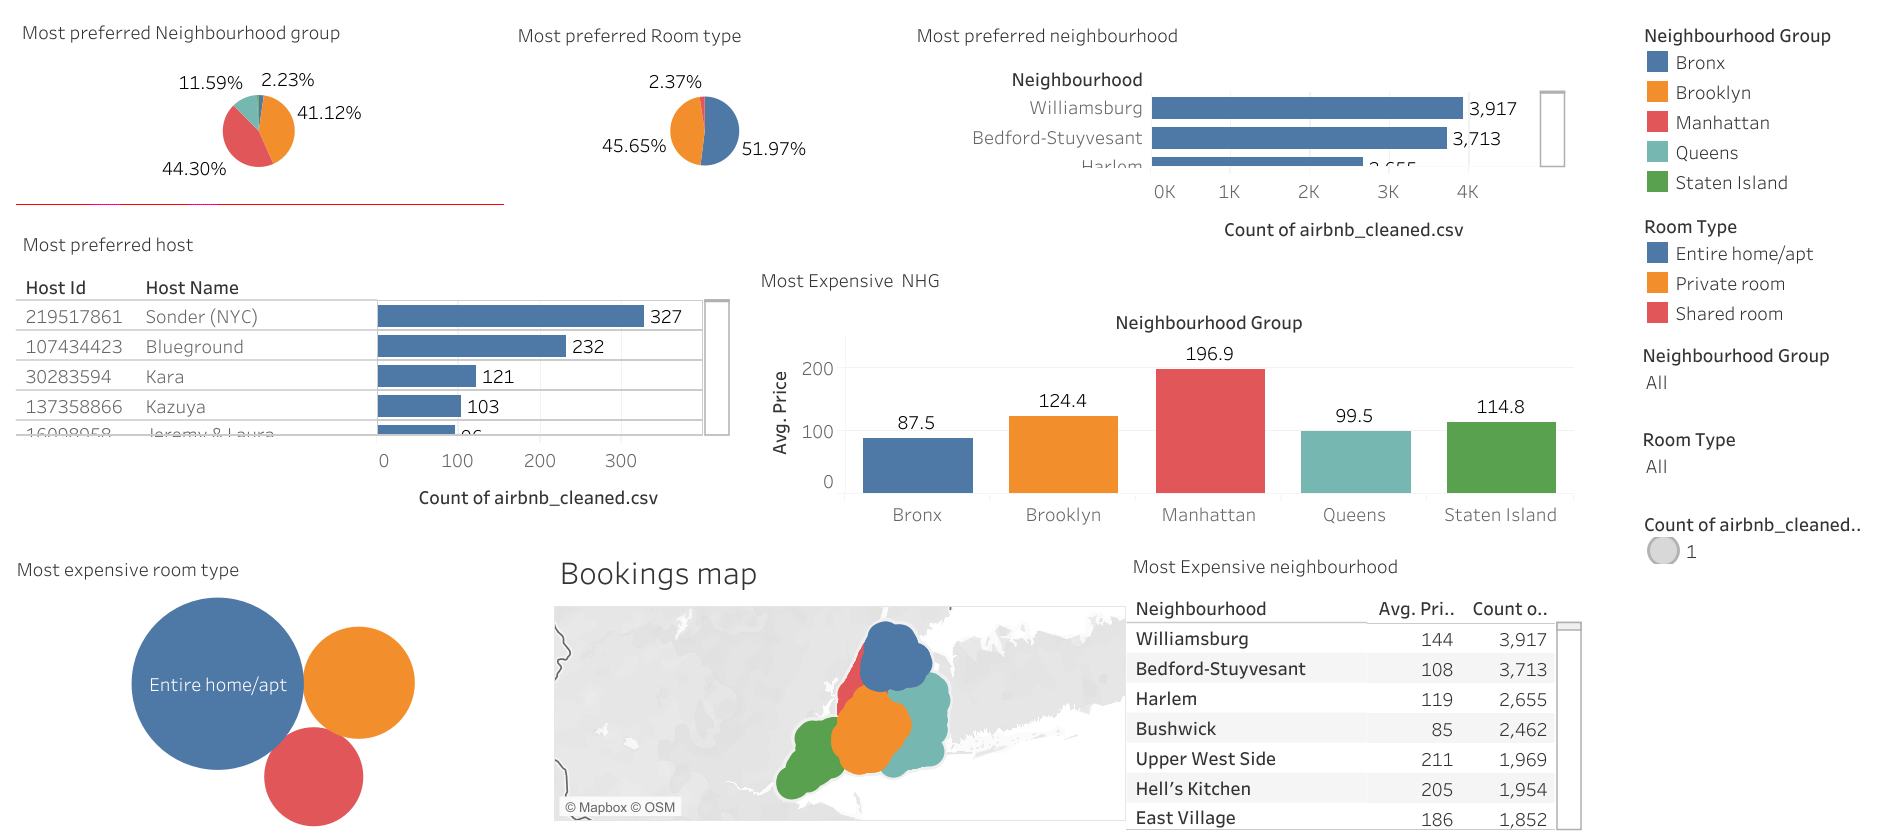 Most preferred Neighbourhood group
11.59%
2.23%
41.12%
44.30%
Most preferred Room type
2.37%
45.65%
51.97%
Most preferred neighbourhood
Neighbourhood
Williamsburg 3,917
Bedford-Stuyvesant 3,713
Harlem 2,655
0K 1K 2K 3K 4K
Count of airbnb_cleaned.csv
Neighbourhood Group
Bronx
Brooklyn
Manhattan
Queens
Staten Island
Room Type
Entire home/apt
Private room
Shared room
Neighbourhood Group
All
Room Type
All
Count of airbnb_cleaned..
1
Most preferred host
Host Id Host Name
219517861 Sonder (NYC) 327
107434423 Blueground 232
30283594 Kara 121
137358866 Kazuya 103
16098958 Jeremy & Laura 96
0 100 200 300
Count of airbnb_cleaned.csv
Most Expensive NHG
Neighbourhood Group
Avg. Price
200
100
0
87.5
124.4
196.9
99.5
114.8
Bronx Brooklyn Manhattan Queens Staten Island
Most expensive room type
Entire home/apt
Bookings map
© Mapbox © OSM
Most Expensive neighbourhood
Neighbourhood Avg. Pri.. Count o..
Williamsburg 144 3,917
Bedford-Stuyvesant 108 3,713
Harlem 119 2,655
Bushwick 85 2,462
Upper West Side 211 1,969
Hell's Kitchen 205 1,954
East Village 186 1,852